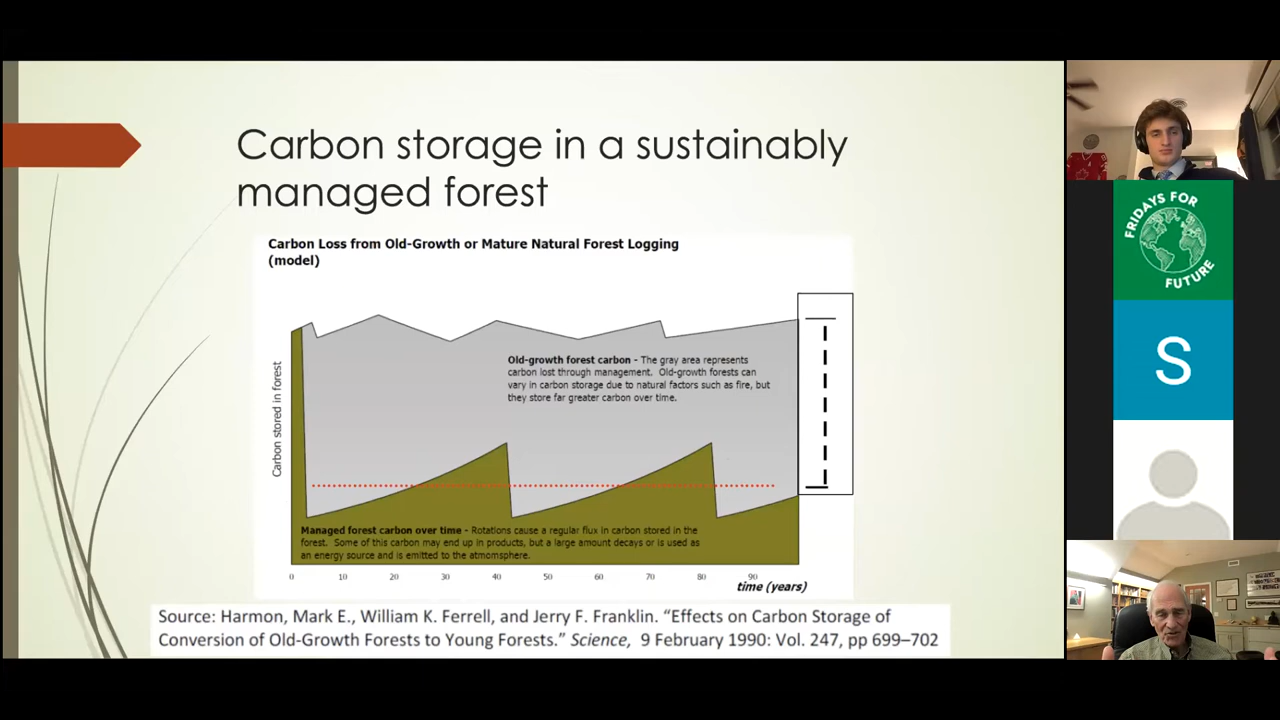 Carbon storage in a sustainably
managed forest
Carbon Loss from Old-Growth or Mature Natural Forest Logging
(model)
Carbon stored in forest
Old-growth forest carbon - The gray area represents
carbon lost through management. Old-growth forests can
vary in carbon storage due to natural factors such as fire, but
they store far greater carbon over time.
Managed forest carbon over time - Rotations cause a regular flux in carbon stored in the
forest. Some of this carbon may end up in products, but a large amount decays or is used as
an energy source and is emitted to the atmomsphere.
0 10 20 30 40 50 60 70 80 90
time (years)
Source: Harmon, Mark E., William K. Ferrell, and Jerry F. Franklin. “Effects on Carbon Storage of
Conversion of Old-Growth Forests to Young Forests.” Science, 9 February 1990: Vol. 247, pp 699–702
FRIDAYS FOR
FUTURE
S